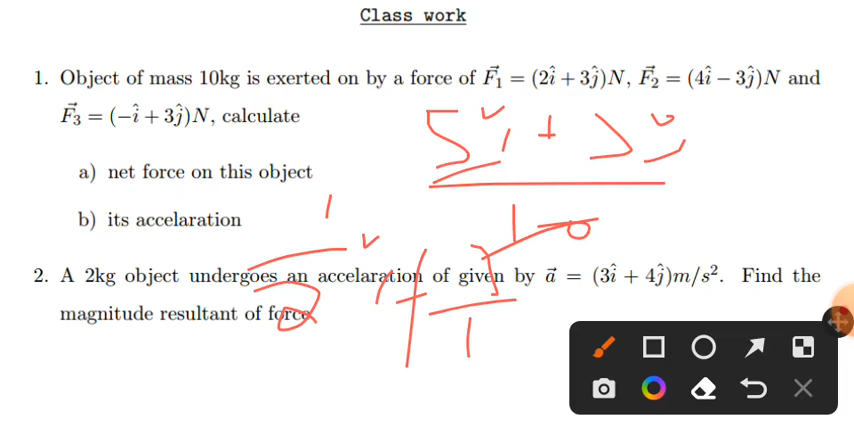 Class work
1. Object of mass 10kg is exerted on by a force of F⃗₁ = (2î + 3ĵ)N, F⃗₂ = (4î − 3ĵ)N and
F⃗₃ = (−î + 3ĵ)N, calculate
a) net force on this object
b) its accelaration
2. A 2kg object undergoes an accelaration of given by a⃗ = (3î + 4ĵ)m/s². Find the
magnitude resultant of force